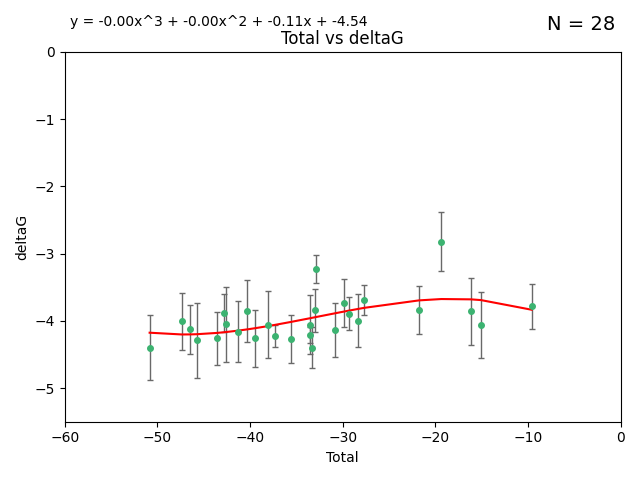 y = -0.00x^3 + -0.00x^2 + -0.11x + -4.54
N = 28
Total vs deltaG
0
−1
−2
−3
−4
−5
deltaG
−60 −50 −40 −30 −20 −10 0
Total